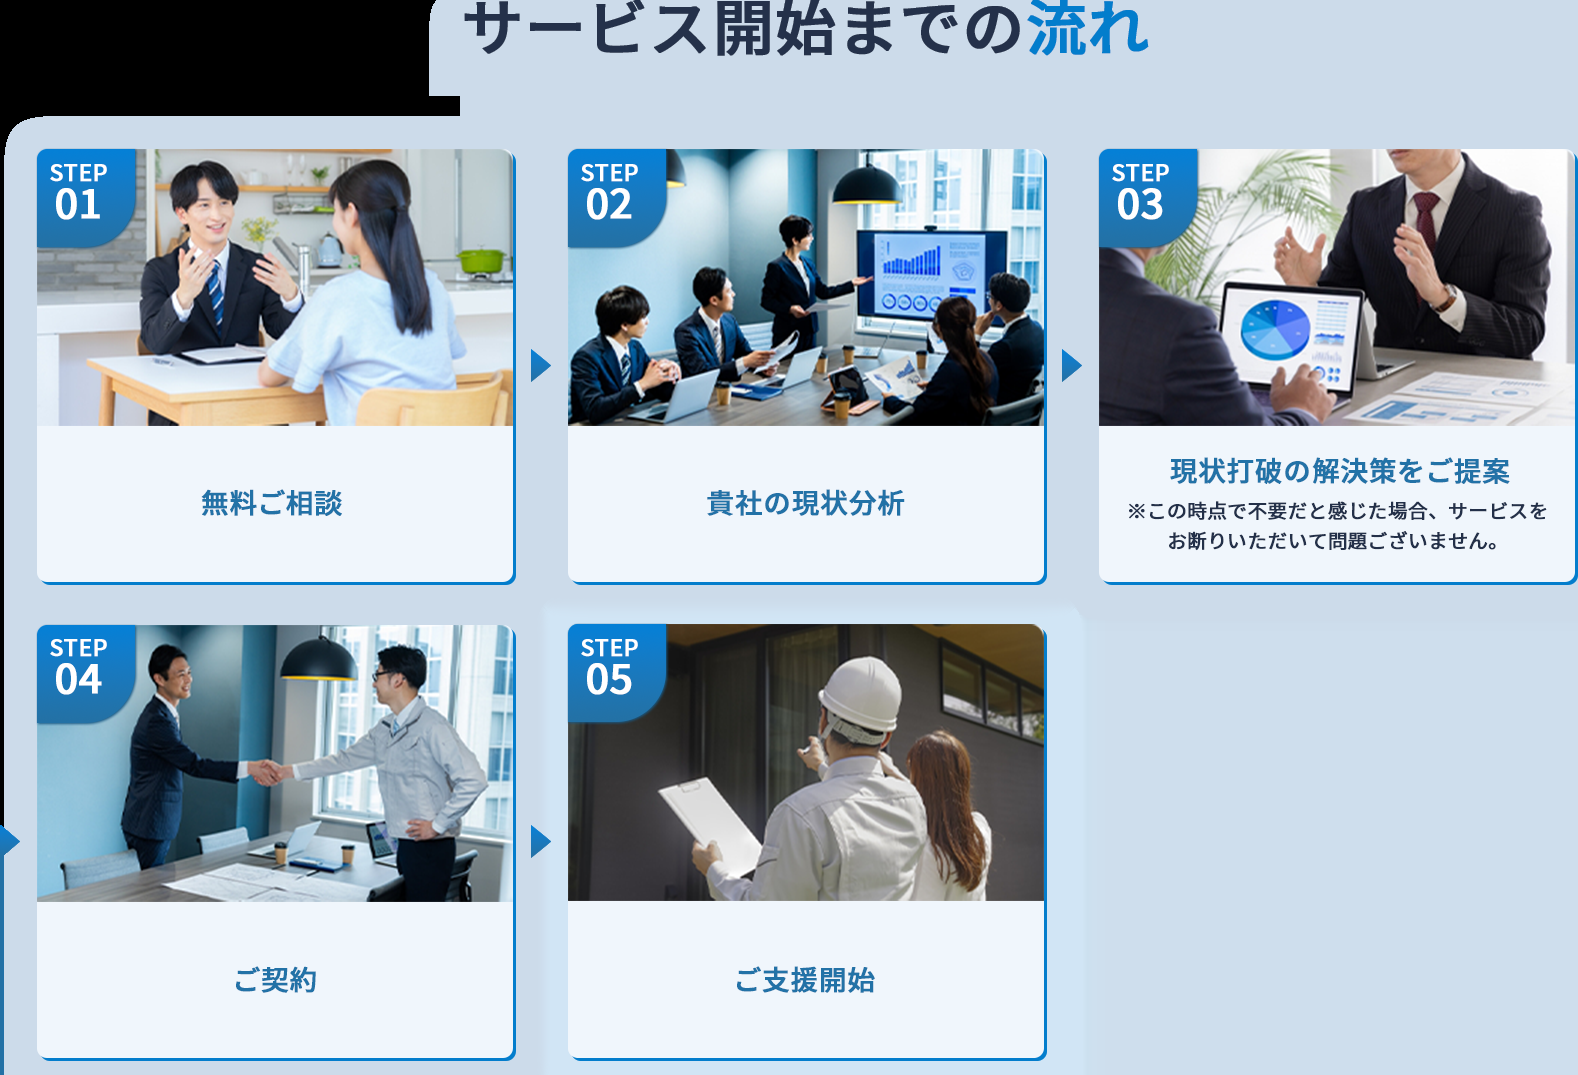 サービス開始までの流れ
STEP
01
無料ご相談
STEP
02
貴社の現状分析
STEP
03
現状打破の解決策をご提案
※この時点で不要だと感じた場合、サービスを
お断りいただいて問題ございません。
STEP
04
ご契約
STEP
05
ご支援開始